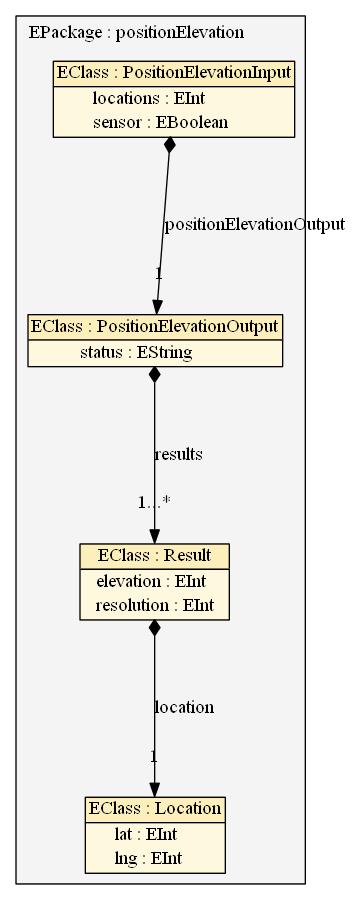 EPackage : positionElevation
EClass : PositionElevationInput
locations : EInt
sensor : EBoolean
positionElevationOutput
1
EClass : PositionElevationOutput
status : EString
results
1...*
EClass : Result
elevation : EInt
resolution : EInt
location
1
EClass : Location
lat : EInt
lng : EInt